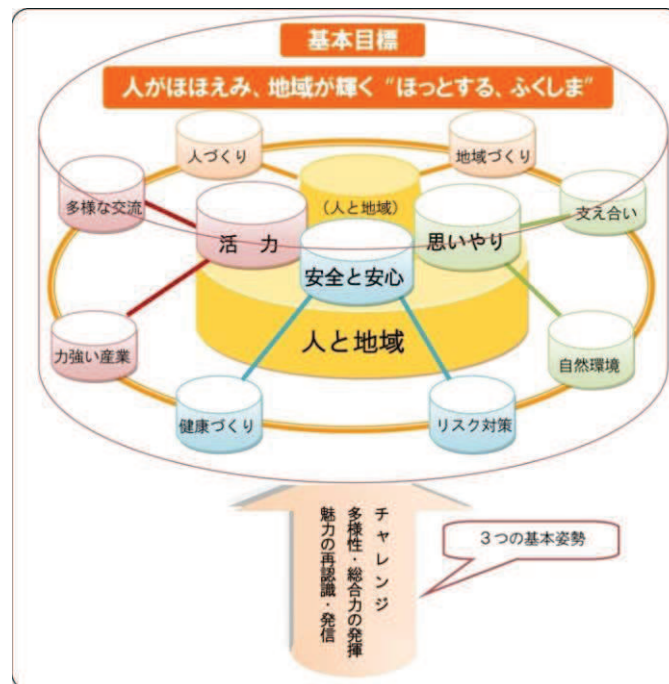 基本目標
人がほほえみ、地域が輝く“ほっとする、ふくしま”
人づくり
地域づくり
多様な交流
(人と地域)
支え合い
活 力
思いやり
安全と安心
人と地域
力強い産業
自然環境
健康づくり
リスク対策
チャレンジ
多様性・総合力の発揮
魅力の再認識・発信
3つの基本姿勢